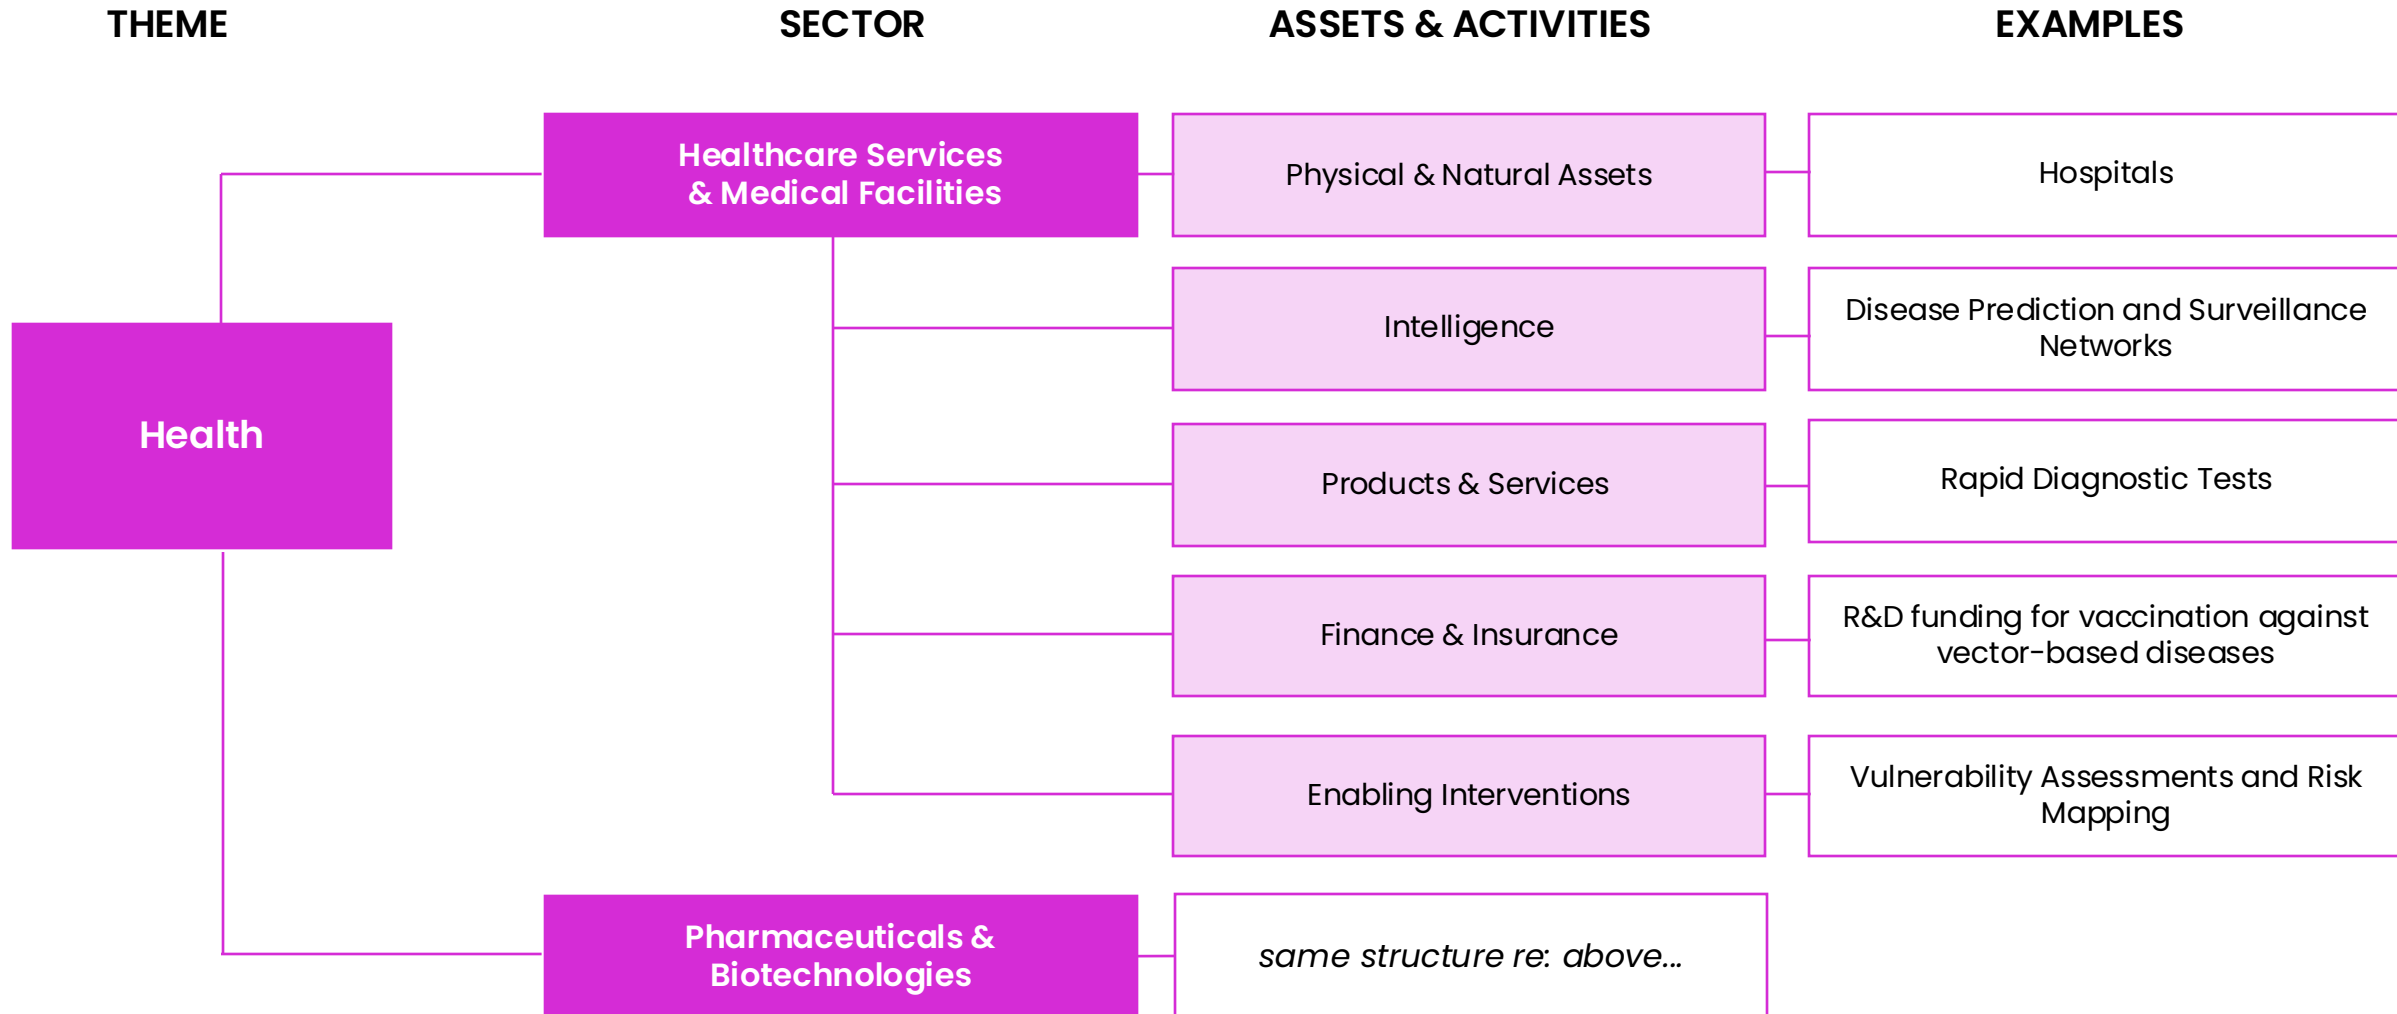 THEME
SECTOR
ASSETS & ACTIVITIES
EXAMPLES
Healthcare Services
& Medical Facilities
Physical & Natural Assets
Hospitals
Intelligence
Disease Prediction and Surveillance
Networks
Health
Products & Services
Rapid Diagnostic Tests
Finance & Insurance
R&D funding for vaccination against
vector-based diseases
Enabling Interventions
Vulnerability Assessments and Risk
Mapping
Pharmaceuticals &
Biotechnologies
same structure re: above...